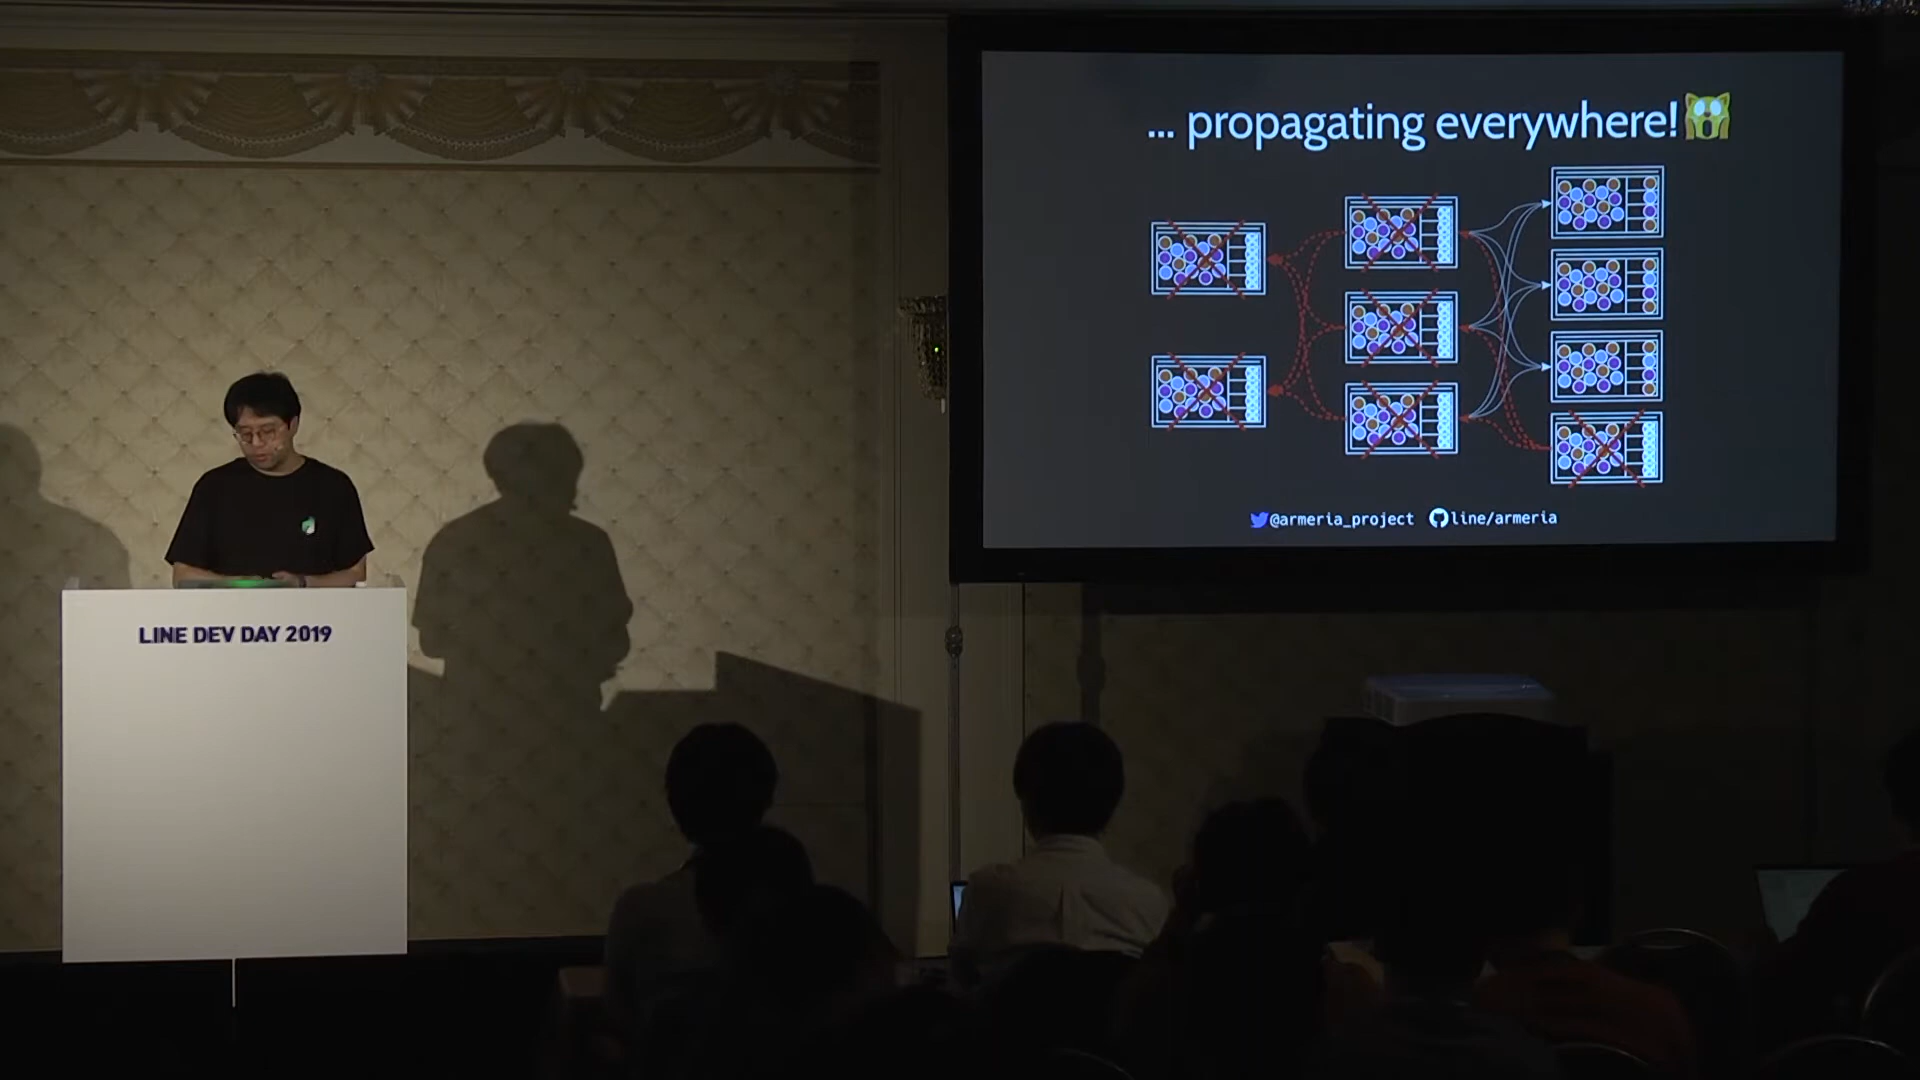 ... propagating everywhere!
@armeria_project line/armeria
LINE DEV DAY 2019